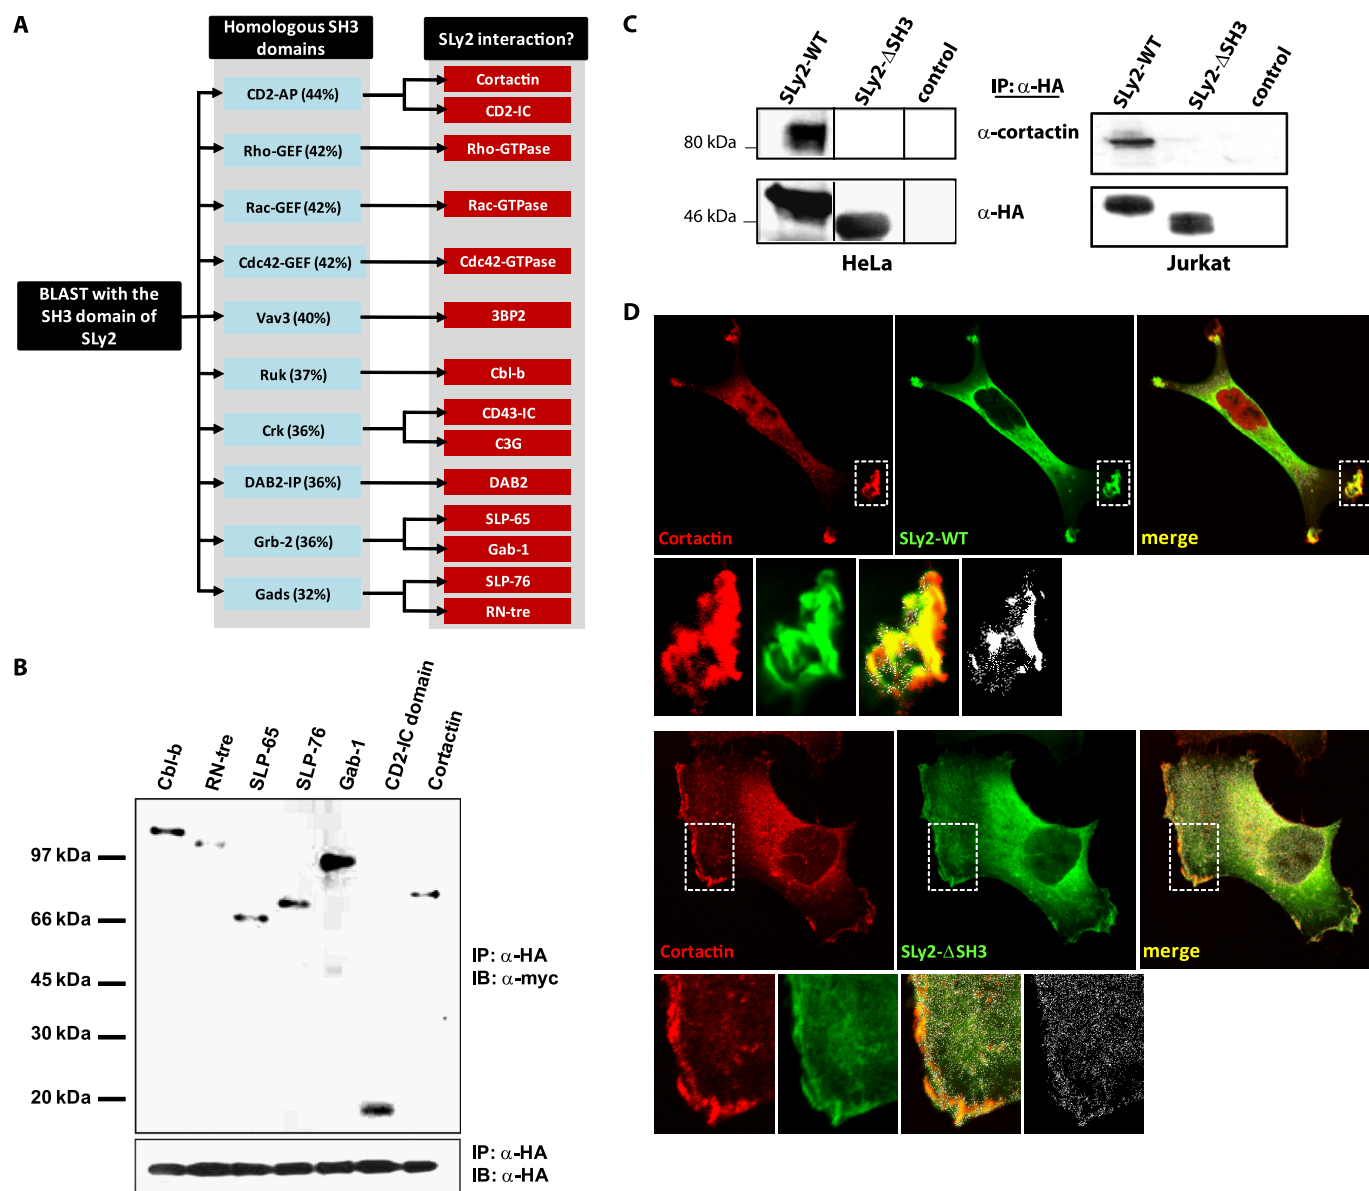 A
Homologous SH3
domains
SLy2 interaction?
BLAST with the
SH3 domain of
SLy2
CD2-AP (44%)
Cortactin
CD2-IC
Rho-GEF (42%)
Rho-GTPase
Rac-GEF (42%)
Rac-GTPase
Cdc42-GEF (42%)
Cdc42-GTPase
Vav3 (40%)
3BP2
Ruk (37%)
Cbl-b
Crk (36%)
CD43-IC
C3G
DAB2-IP (36%)
DAB2
Grb-2 (36%)
SLP-65
Gab-1
Gads (32%)
SLP-76
RN-tre
B
Cbl-b
RN-tre
SLP-65
SLP-76
Gab-1
CD2-IC domain
Cortactin
97 kDa
66 kDa
45 kDa
30 kDa
20 kDa
IP: α-HA
IB: α-myc
IP: α-HA
IB: α-HA
C
SLy2-WT
SLy2-ΔSH3
control
IP: α-HA
SLy2-WT
SLy2-ΔSH3
control
80 kDa
α-cortactin
46 kDa
α-HA
HeLa
Jurkat
D
Cortactin
SLy2-WT
merge
Cortactin
SLy2-ΔSH3
merge